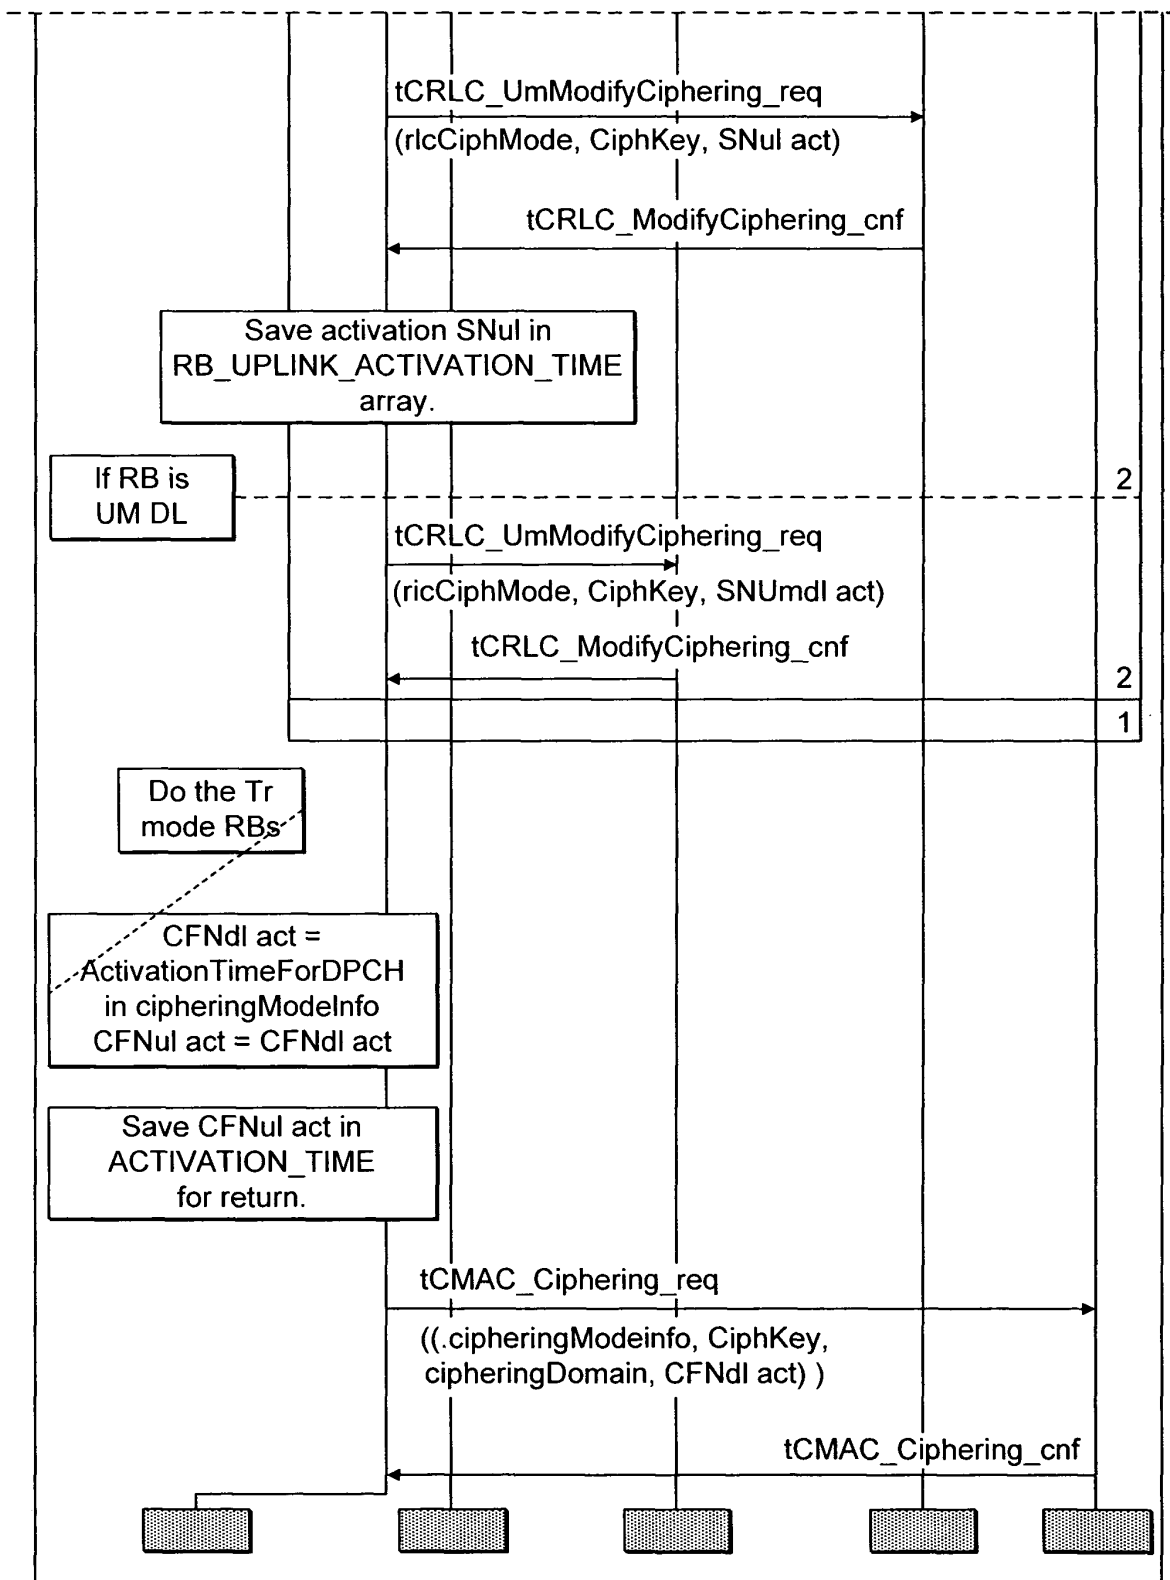 tCRLC_UmModifyCiphering_req
(rlcCiphMode, CiphKey, SNul act)
tCRLC_ModifyCiphering_cnf
Save activation SNul in
RB_UPLINK_ACTIVATION_TIME
array.
If RB is
UM DL
2
tCRLC_UmModifyCiphering_req
(ricCiphMode, CiphKey, SNUmdl act)
tCRLC_ModifyCiphering_cnf
2
1
Do the Tr
mode RBs
CFNdl act =
ActivationTimeForDPCH
in cipheringModeInfo
CFNul act = CFNdl act
Save CFNul act in
ACTIVATION_TIME
for return.
tCMAC_Ciphering_req
((.cipheringModeinfo, CiphKey,
cipheringDomain, CFNdl act) )
tCMAC_Ciphering_cnf